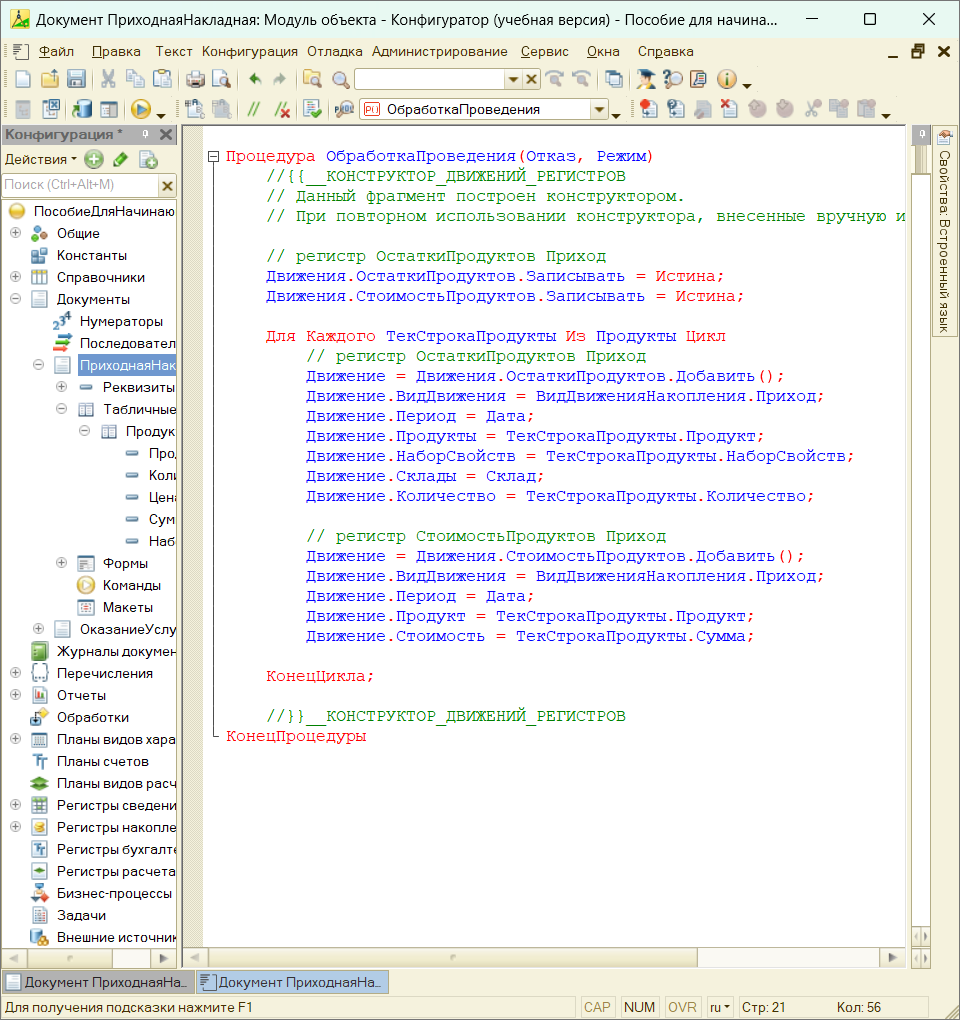 Документ ПриходнаяНакладная: Модуль объекта - Конфигуратор (учебная версия) - Пособие для начина...
Файл Правка Текст Конфигурация Отладка Администрирование Сервис Окна Справка
ОбработкаПроведения
Конфигурация *
Действия
Поиск (Ctrl+Alt+M)
ПособиеДляНачинаю
Общие
Константы
Справочники
Документы
Нумераторы
Последовател
ПриходнаяНак
Реквизиты
Табличные
Продук
Про
Коли
Цена
Сум
Наб
Формы
Команды
Макеты
ОказаниеУслу
Журналы докумен
Перечисления
Отчеты
Обработки
Планы видов хара
Планы счетов
Планы видов расч
Регистры сведени
Регистры накопле
Регистры бухгалте
Регистры расчета
Бизнес-процессы
Задачи
Внешние источник
Процедура ОбработкаПроведения(Отказ, Режим)
//{{__КОНСТРУКТОР_ДВИЖЕНИЙ_РЕГИСТРОВ
// Данный фрагмент построен конструктором.
// При повторном использовании конструктора, внесенные вручную и
// регистр ОстаткиПродуктов Приход
Движения.ОстаткиПродуктов.Записывать = Истина;
Движения.СтоимостьПродуктов.Записывать = Истина;
Для Каждого ТекСтрокаПродукты Из Продукты Цикл
// регистр ОстаткиПродуктов Приход
Движение = Движения.ОстаткиПродуктов.Добавить();
Движение.ВидДвижения = ВидДвиженияНакопления.Приход;
Движение.Период = Дата;
Движение.Продукты = ТекСтрокаПродукты.Продукт;
Движение.НаборСвойств = ТекСтрокаПродукты.НаборСвойств;
Движение.Склады = Склад;
Движение.Количество = ТекСтрокаПродукты.Количество;
// регистр СтоимостьПродуктов Приход
Движение = Движения.СтоимостьПродуктов.Добавить();
Движение.ВидДвижения = ВидДвиженияНакопления.Приход;
Движение.Период = Дата;
Движение.Продукт = ТекСтрокаПродукты.Продукт;
Движение.Стоимость = ТекСтрокаПродукты.Сумма;
КонецЦикла;
//}}__КОНСТРУКТОР_ДВИЖЕНИЙ_РЕГИСТРОВ
КонецПроцедуры
Свойства: Встроенный язык
Документ ПриходнаяНа... Документ ПриходнаяНа...
Для получения подсказки нажмите F1 CAP NUM OVR ru Стр: 21 Кол: 56